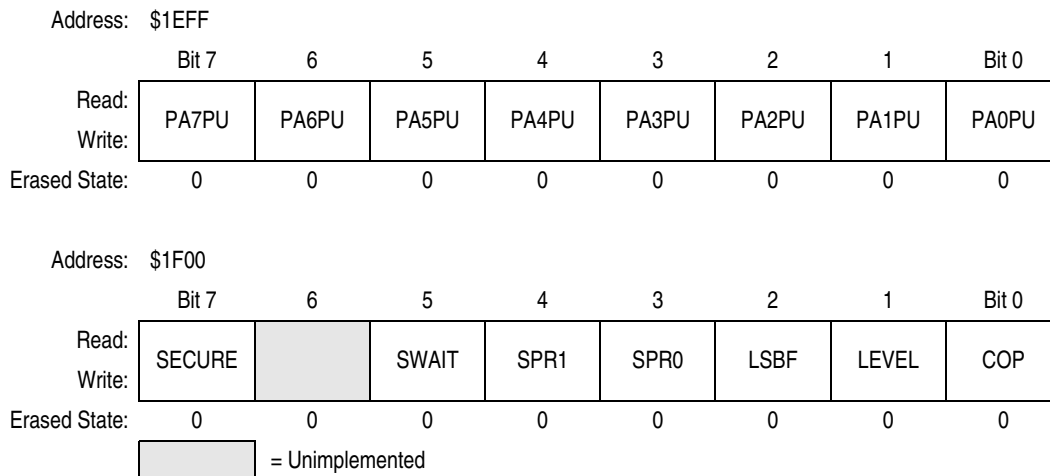 Address: $1EFF
Bit 7 6 5 4 3 2 1 Bit 0
Read:
Write:
PA7PU PA6PU PA5PU PA4PU PA3PU PA2PU PA1PU PA0PU
Erased State: 0 0 0 0 0 0 0 0
Address: $1F00
Bit 7 6 5 4 3 2 1 Bit 0
Read:
Write:
SECURE SWAIT SPR1 SPR0 LSBF LEVEL COP
Erased State: 0 0 0 0 0 0 0 0
= Unimplemented